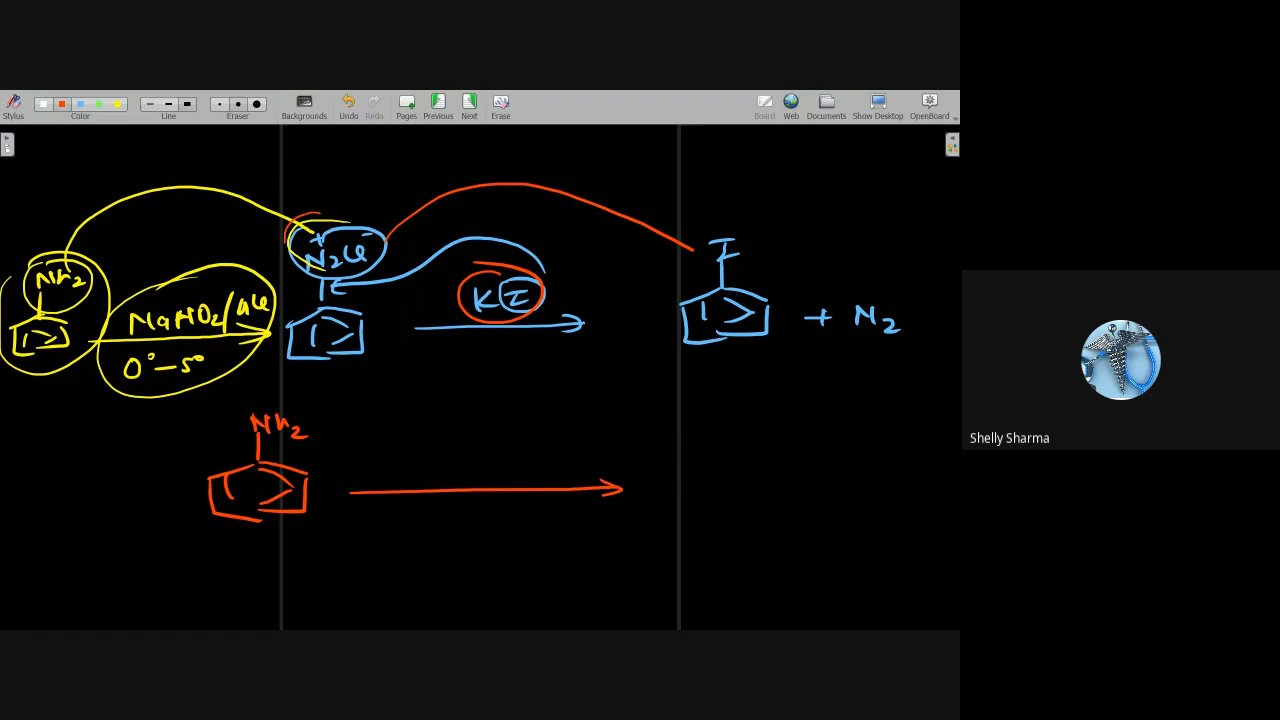 Stylus Color Line Eraser Backgrounds Undo Redo Pages Previous Next Erase Board Web Documents Show Desktop OpenBoard
NH2
NaNO2/HCl
0° – 5°
+ -
N2Cl
KI
I
+ N2
NH2
Shelly Sharma